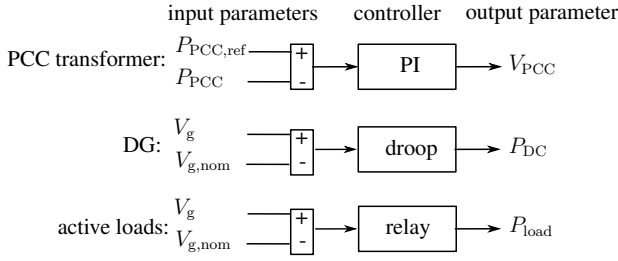 input parameters controller output parameter
PCC transformer: P_PCC,ref + PI V_PCC
P_PCC -
DG: V_g + droop P_DC
V_g,nom -
active loads: V_g + relay P_load
V_g,nom -